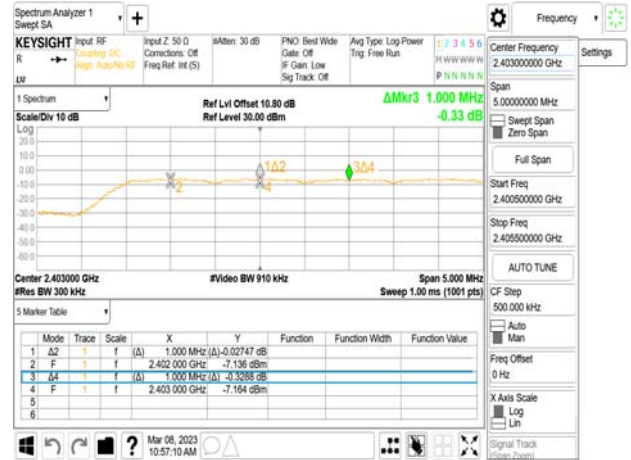 Spectrum Analyzer 1
Swept SA
Frequency
KEYSIGHT
R
Input: RF
Coupling: DC
Align: Auto/No RF
Input Z: 50 Ω
Corrections: Off
Freq Ref: Int (S)
#Atten: 30 dB
PNO: Best Wide
Gate: Off
IF Gain: Low
Sig Track: Off
Avg Type: Log-Power
Trig: Free Run
1 2 3 4 5 6
M W W W W W
P N N N N N
1 Spectrum
Scale/Div 10 dB
Ref Lvl Offset 10.80 dB
Ref Level 30.00 dBm
ΔMkr3 1.000 MHz
-0.33 dB
Log
20.0
10.0
0.00
-10.0
-20.0
-30.0
-40.0
-50.0
-60.0
2
1Δ2
4
3Δ4
Center 2.403000 GHz
#Res BW 300 kHz
#Video BW 910 kHz
Span 5.000 MHz
Sweep 1.00 ms (1001 pts)
5 Marker Table
Mode Trace Scale X Y Function Function Width Function Value
1 Δ2 1 f (Δ) 1.000 MHz (Δ) -0.02747 dB
2 F 1 f 2.402 000 GHz -7.136 dBm
3 Δ4 1 f (Δ) 1.000 MHz (Δ) -0.3288 dB
4 F 1 f 2.403 000 GHz -7.164 dBm
5
6
Mar 08, 2023
10:57:10 AM
Center Frequency
2.403000000 GHz
Settings
Span
5.00000000 MHz
Swept Span
Zero Span
Full Span
Start Freq
2.400500000 GHz
Stop Freq
2.405500000 GHz
AUTO TUNE
CF Step
500.000 kHz
Auto
Man
Freq Offset
0 Hz
X Axis Scale
Log
Lin
Signal Track
(Span Zoom)